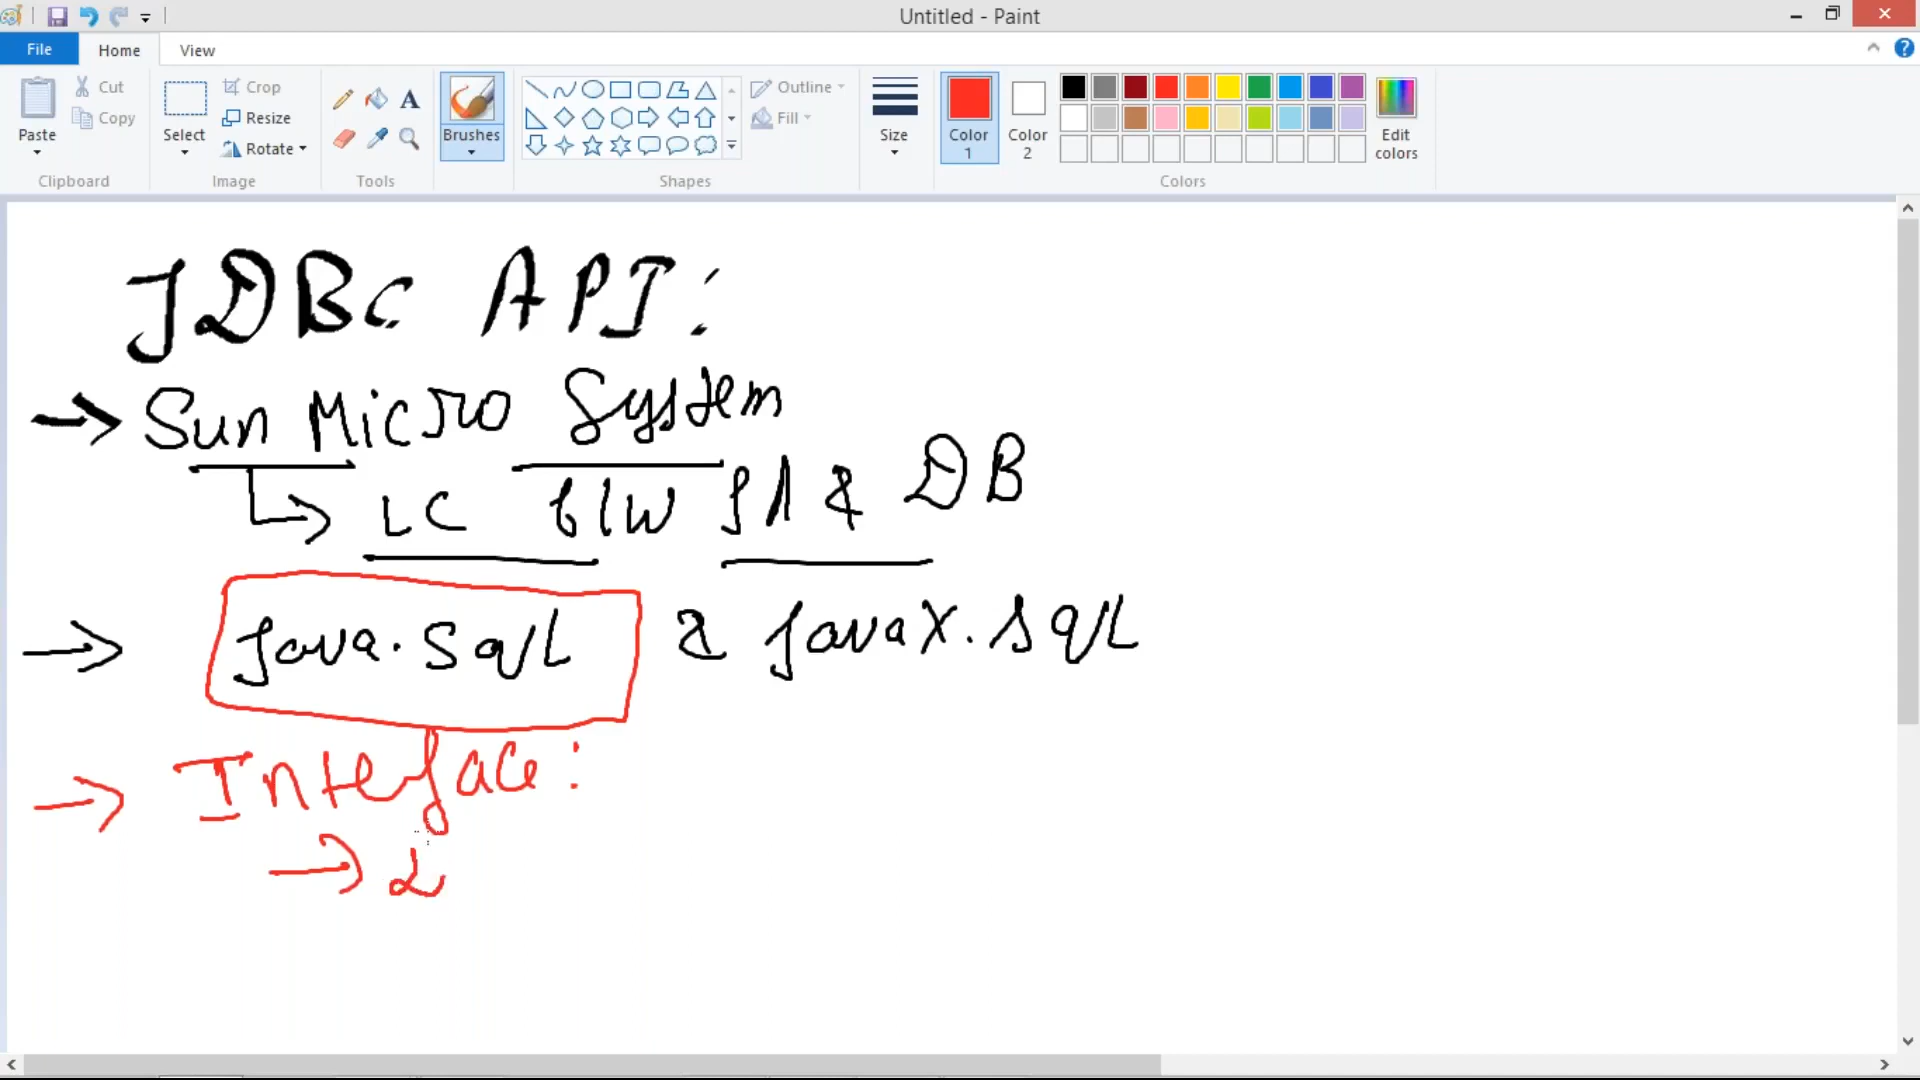 Untitled - Paint
File Home View
Paste
Cut
Copy
Clipboard
Select
Crop
Resize
Rotate
Image
Tools
Brushes
Shapes
Outline
Fill
Size
Color 1
Color 2
Edit colors
Colors
JDBC API:
→ Sun Micro System
LC b/w JA & DB
→ java.sqL & javaX.sqL
→ Interface:
→